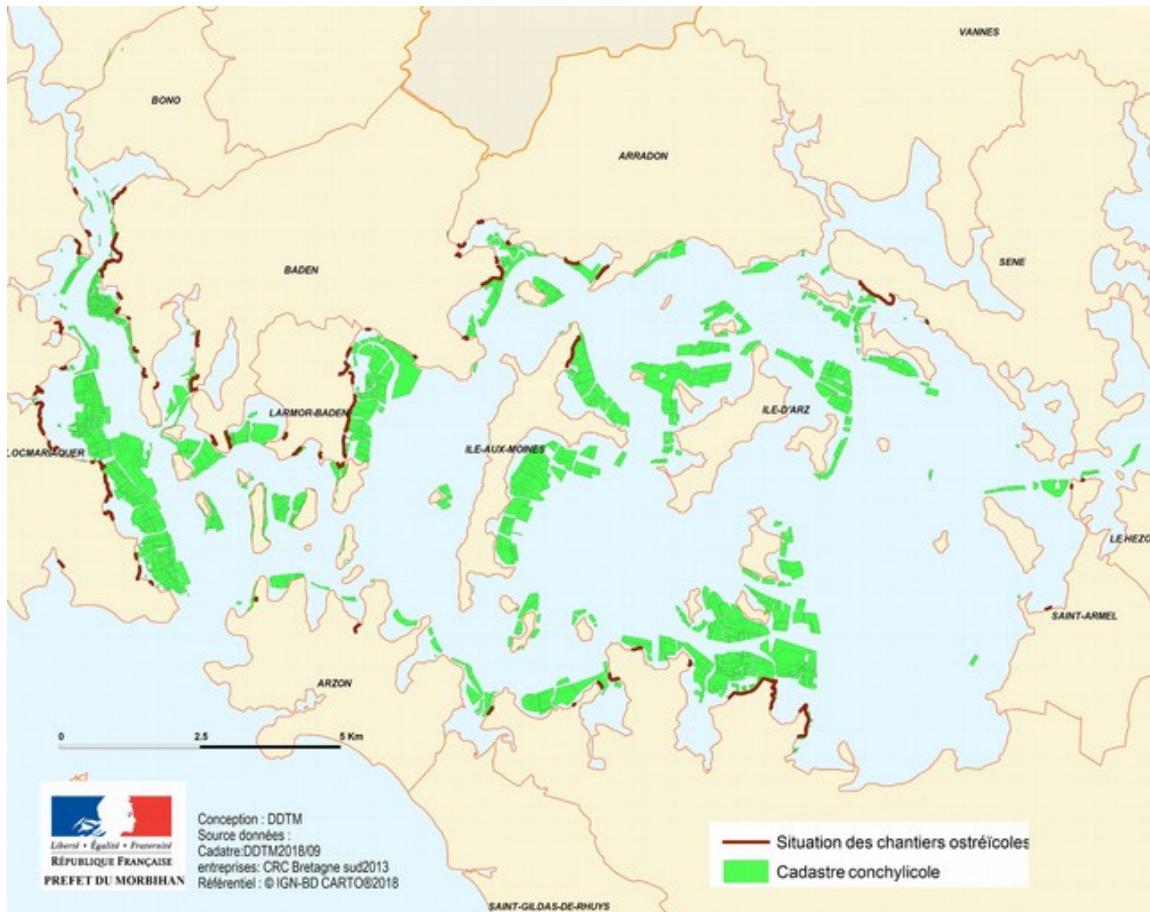 VANNES
BONO
ARRADON
SENE
BADEN
LARMOR-BADEN
ILE-D'ARZ
LOCMARIAQUER
ILE-AUX-MOINES
LE-HEZO
SAINT-ARMEL
ARZON
0 2.5 5 Km
Conception : DDTM
Source données :
Cadatre:DDTM2018/09
entreprises: CRC Bretagne sud2013
Référentiel : © IGN-BD CARTO®2018
Liberté • Égalité • Fraternité
RÉPUBLIQUE FRANÇAISE
PREFET DU MORBIHAN
Situation des chantiers ostréicoles
Cadastre conchylicole
SAINT-GILDAS-DE-RHUYS